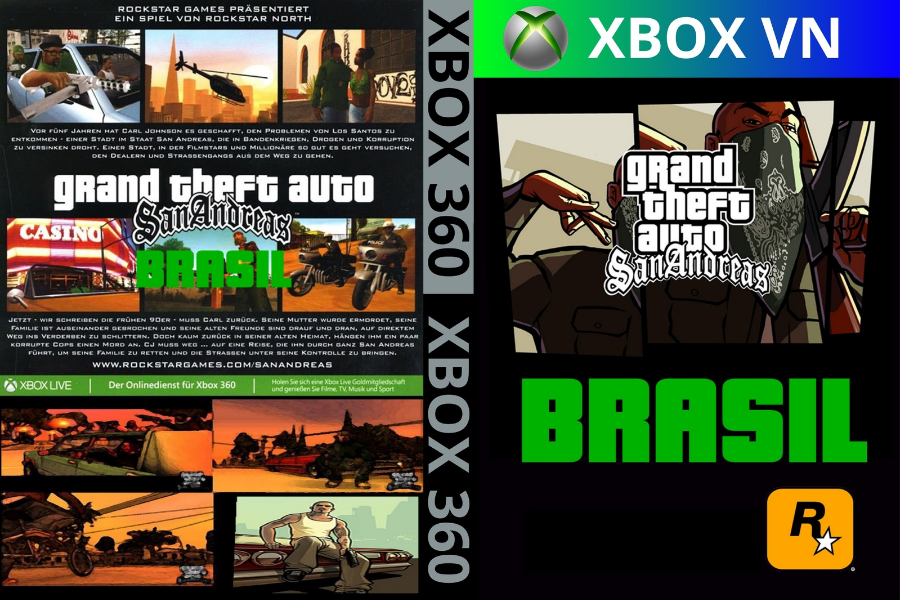 ROCKSTAR GAMES PRÄSENTIERT
EIN SPIEL VON ROCKSTAR NORTH
VOR FÜNF JAHREN HAT CARL JOHNSON ES GESCHAFFT, DEN PROBLEMEN VON LOS SANTOS ZU
ENTKOMMEN - EINER STADT IM STAAT SAN ANDREAS, DIE IN BANDENKRIEGEN, DROGEN UND KORRUPTION
ZU VERSINKEN DROHT. EINER STADT, IN DER FILMSTARS UND MILLIONÄRE SO GUT ES GEHT VERSUCHEN,
DEN DEALERN UND STRASSENGANGS AUS DEM WEG ZU GEHEN.
grand theft auto
San Andreas
CASINO
BRASIL
JETZT - WIR SCHREIBEN DIE FRÜHEN 90ER - MUSS CARL ZURÜCK. SEINE MUTTER WURDE ERMORDET, SEINE
FAMILIE IST AUSEINANDER GEBROCHEN UND SEINE ALTEN FREUNDE SIND DRAUF UND DRAN, AUF DIREKTEM
WEG INS VERDERBEN ZU SCHLITTERN. DOCH KAUM ZURÜCK IN SEINER ALTEN HEIMAT, HÄNGEN IHM EIN PAAR
KORRUPTE COPS EINEN MORD AN. CJ MUSS WEG ... AUF EINE REISE, DIE IHN DURCH GANZ SAN ANDREAS
FÜHRT, UM SEINE FAMILIE ZU RETTEN UND DIE STRASSEN UNTER SEINE KONTROLLE ZU BRINGEN.
WWW.ROCKSTARGAMES.COM/SANANDREAS
XBOX LIVE
Der Onlinedienst für Xbox 360
Holen Sie sich eine Xbox Live Goldmitgliedschaft
und genießen Sie Filme, TV, Musik und Sport
XBOX 360
XBOX 360
XBOX VN
grand
theft
auto
San Andreas
BRASIL
R